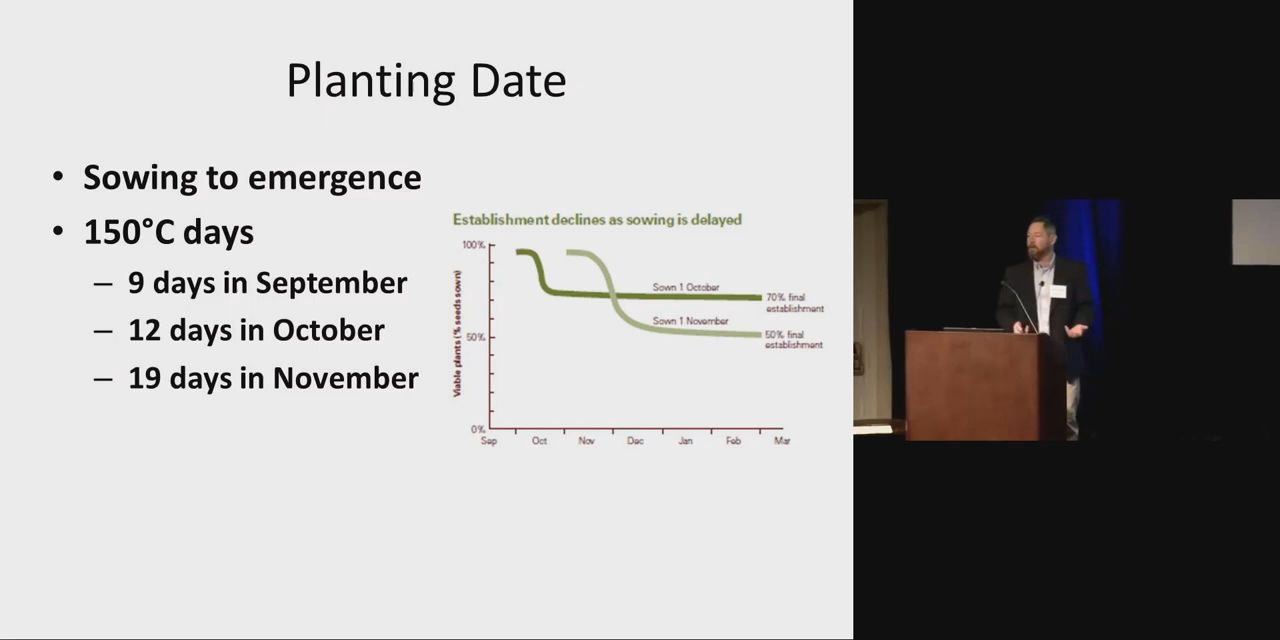 Planting Date
• Sowing to emergence
• 150°C days
– 9 days in September
– 12 days in October
– 19 days in November
Establishment declines as sowing is delayed
Viable plants (% seeds sown)
100%
50%
0%
Sown 1 October
70% final
establishment
Sown 1 November
50% final
establishment
Sep Oct Nov Dec Jan Feb Mar